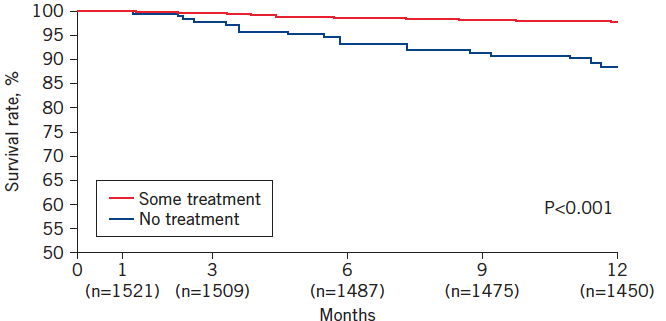 Survival rate, %
100
95
90
85
80
75
70
65
60
55
50
Some treatment
No treatment
P<0.001
0 1 3 6 9 12
(n=1521) (n=1509) (n=1487) (n=1475) (n=1450)
Months